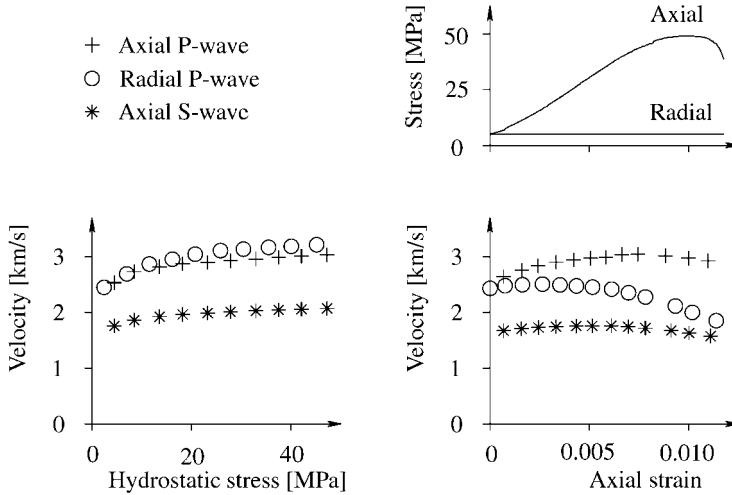 Axial P-wave
Radial P-wave
Axial S-wave
Stress [MPa]
50
25
0
Axial
Radial
Velocity [km/s]
3
2
1
0
0
20
40
Hydrostatic stress [MPa]
Velocity [km/s]
3
2
1
0
0
0.005
0.010
Axial strain